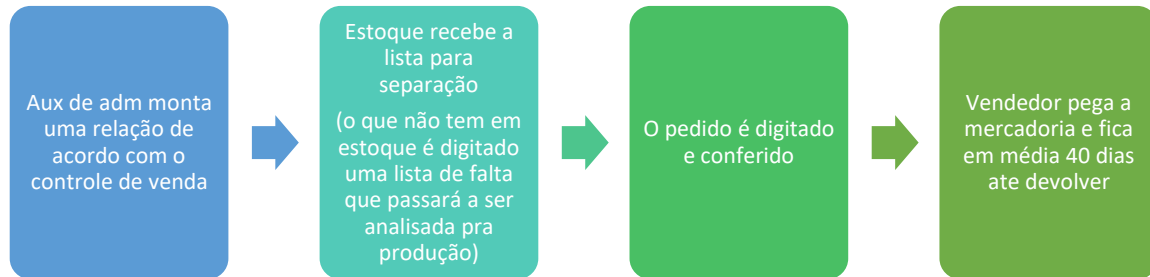 Aux de adm monta
uma relação de
acordo com o
controle de venda
Estoque recebe a
lista para
separação
(o que não tem em
estoque é digitado
uma lista de falta
que passará a ser
analisada pra
produção)
O pedido é digitado
e conferido
Vendedor pega a
mercadoria e fica
em média 40 dias
ate devolver